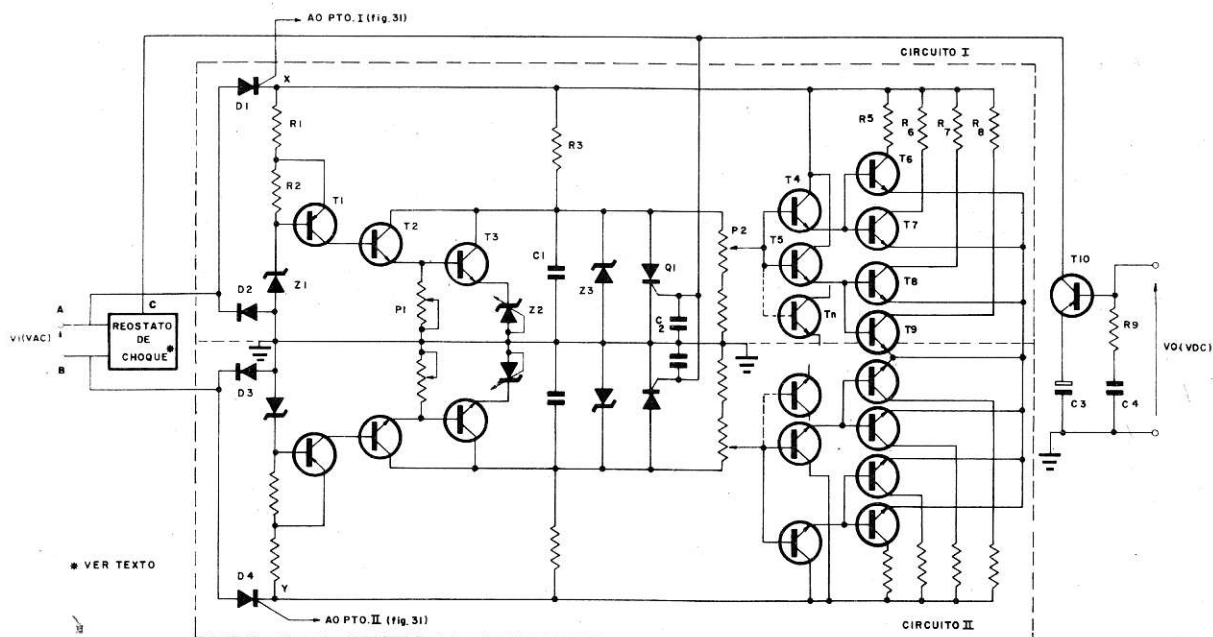 AO PTO. I (fig. 31)
CIRCUITO I
D1
X
R1
R2
R3
R5
R6
R7
R8
T6
T1
T4
T2
T7
T3
P2
T5
C1
Z3
Q1
T8
T10
D2
Z1
A
C
P1
Z2
C2
Tn
T9
R9
VI(VAC)
REOSTATO
DE
CHOQUE *
VO(VDC)
B
D3
C3
C4
* VER TEXTO
D4
Y
AO PTO. II (fig. 31)
CIRCUITO II